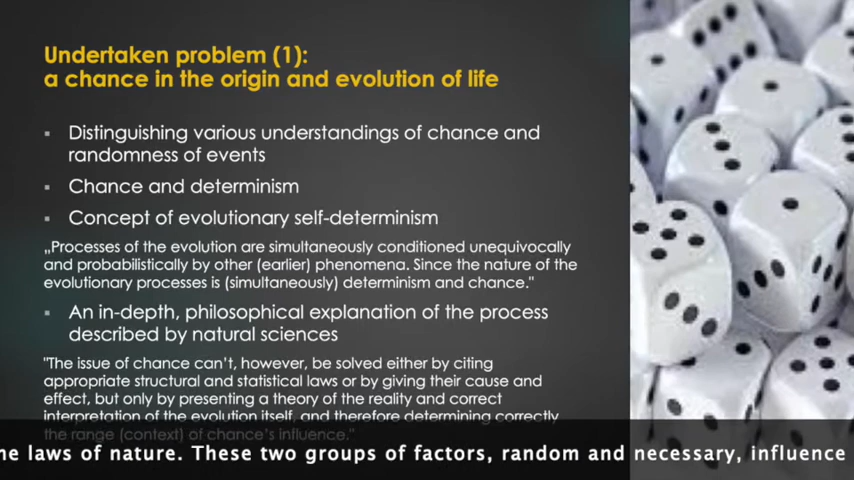 Undertaken problem (1):
a chance in the origin and evolution of life
▪ Distinguishing various understandings of chance and
randomness of events
▪ Chance and determinism
▪ Concept of evolutionary self-determinism
„Processes of the evolution are simultaneously conditioned unequivocally
and probabilistically by other (earlier) phenomena. Since the nature of the
evolutionary processes is (simultaneously) determinism and chance."
▪ An in-depth, philosophical explanation of the process
described by natural sciences
"The issue of chance can't, however, be solved either by citing
appropriate structural and statistical laws or by giving their cause and
effect, but only by presenting a theory of the reality and correct
interpretation of the evolution itself, and therefore determining correctly
the range (context) of chance's influence."
he laws of nature. These two groups of factors, random and necessary, influence